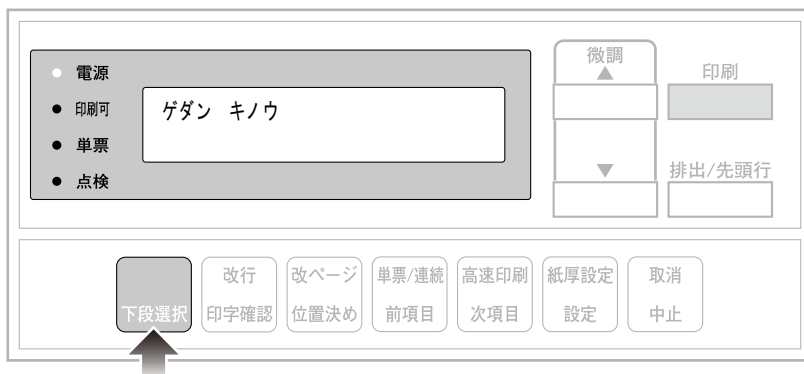 電源
印刷可
単票
点検
ゲダン キノウ
微調
▲
▼
印刷
排出/先頭行
下段選択
改行
印字確認
改ページ
位置決め
単票/連続
前項目
高速印刷
次項目
紙厚設定
設定
取消
中止